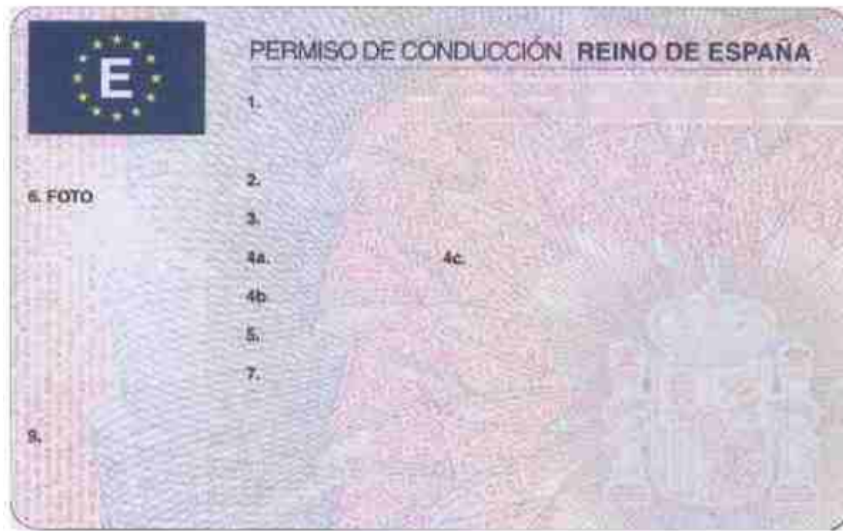 E
PERMISO DE CONDUCCIÓN REINO DE ESPAÑA
1.
2.
6. FOTO
3.
4a. 4c.
4b.
5.
7.
9.